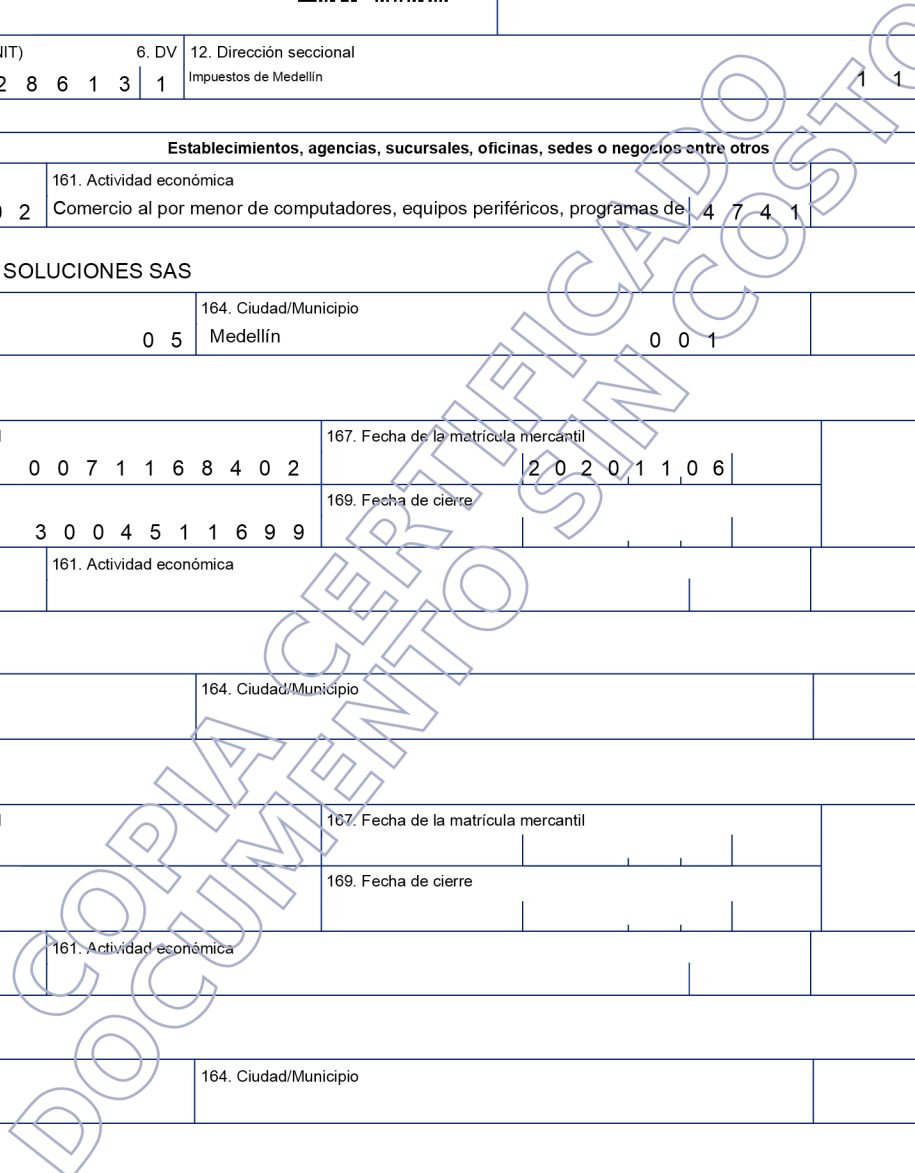 6. DV 12. Dirección seccional
8 6 1 3 1 Impuestos de Medellín 1 1
Establecimientos, agencias, sucursales, oficinas, sedes o negocios entre otros
161. Actividad económica
2 Comercio al por menor de computadores, equipos periféricos, programas de 4 7 4 1
SOLUCIONES SAS
164. Ciudad/Municipio
0 5 Medellín 0 0 1
167. Fecha de la matrícula mercantil
0 0 7 1 1 6 8 4 0 2 2 0 2 0 1 1 0 6
169. Fecha de cierre
3 0 0 4 5 1 1 6 9 9
161. Actividad económica
164. Ciudad/Municipio
167. Fecha de la matrícula mercantil
169. Fecha de cierre
161. Actividad económica
164. Ciudad/Municipio
COPIA CERTIFICADO
DOCUMENTO SIN COSTO